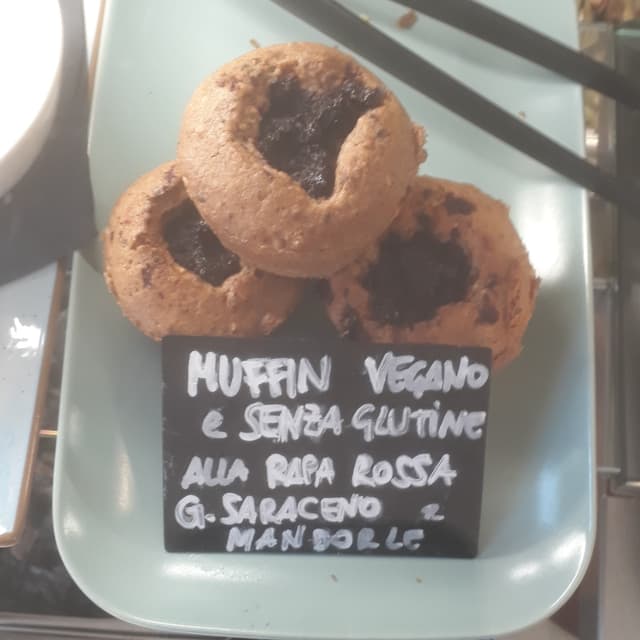 MUFFIN VEGANO
e SENZA GLUTINE
ALLA RAPA ROSSA
G. SARACENO e
MANDORLE